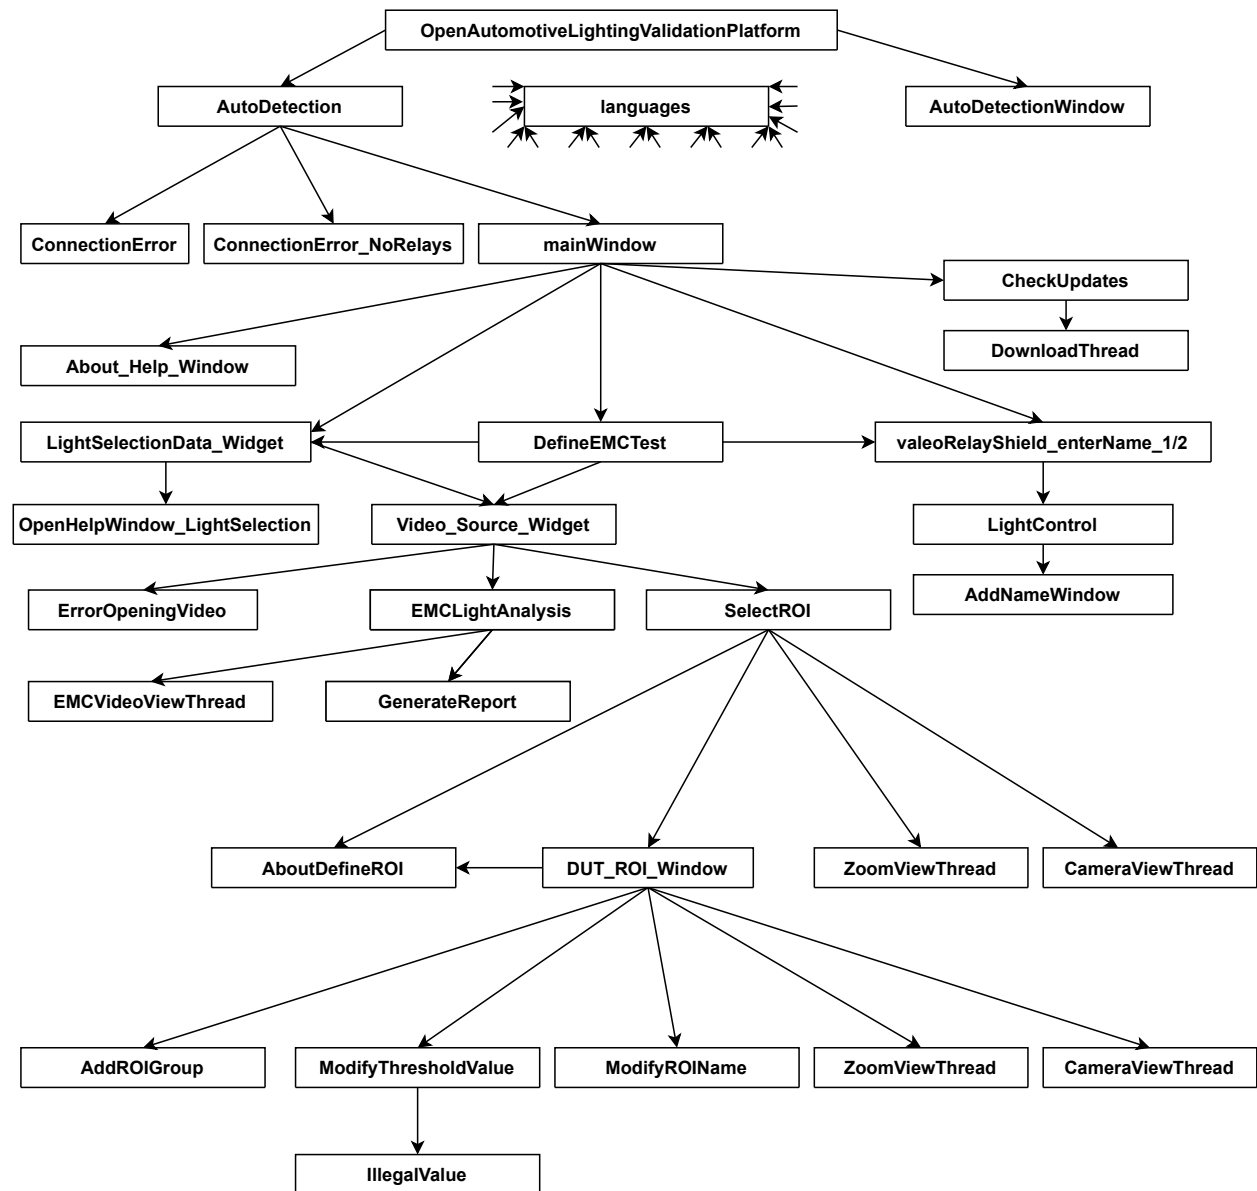 OpenAutomotiveLightingValidationPlatform
AutoDetection
languages
AutoDetectionWindow
ConnectionError
ConnectionError_NoRelays
mainWindow
CheckUpdates
About_Help_Window
DownloadThread
LightSelectionData_Widget
DefineEMCTest
valeoRelayShield_enterName_1/2
OpenHelpWindow_LightSelection
Video_Source_Widget
LightControl
ErrorOpeningVideo
EMCLightAnalysis
SelectROI
AddNameWindow
EMCVideoViewThread
GenerateReport
AboutDefineROI
DUT_ROI_Window
ZoomViewThread
CameraViewThread
AddROIGroup
ModifyThresholdValue
ModifyROIName
ZoomViewThread
CameraViewThread
IllegalValue